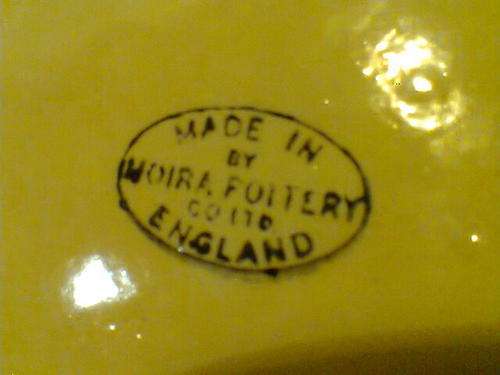 MADE IN
BY
MOIRA POTTERY
CO LTD
ENGLAND